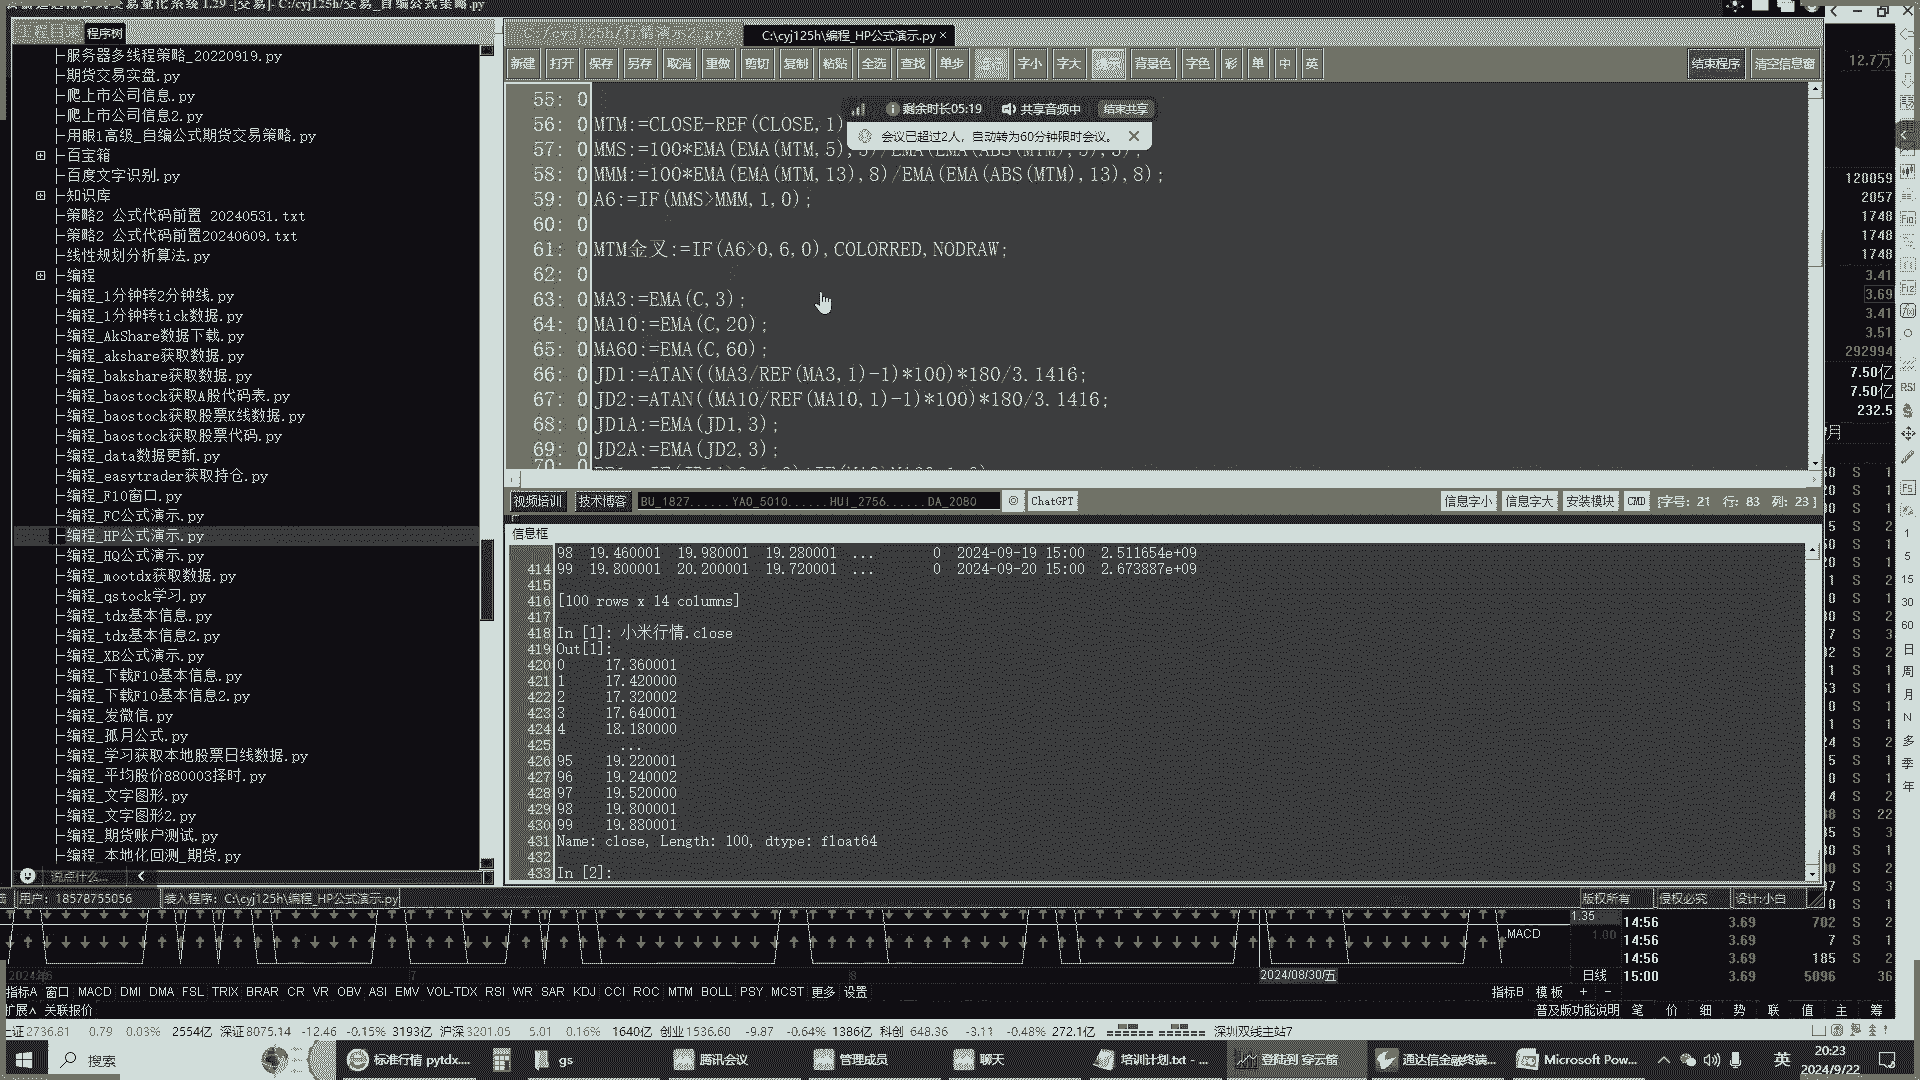 程序树
C:\cyj125h\编程_HP公式演示.py ×
├服务器多线程策略_20220919.py
├期货交易实盘.py
├爬上市公司信息.py
├爬上市公司信息2.py
├用眼1高级_自编公式期货交易策略.py
├百宝箱
├百度文字识别.py
├知识库
├策略2 公式代码前置 20240531.txt
├策略2 公式代码前置20240609.txt
├线性规划分析算法.py
├编程
├编程_1分钟转2分钟线.py
├编程_1分钟转tick数据.py
├编程_AkShare数据下载.py
├编程_akshare获取数据.py
├编程_bakshare获取数据.py
├编程_baostock获取A股代码表.py
├编程_baostock获取股票K线数据.py
├编程_baostock获取股票代码.py
├编程_data数据更新.py
├编程_easytrader获取持仓.py
├编程_F10窗口.py
├编程_FC公式演示.py
├编程_HP公式演示.py
├编程_HQ公式演示.py
├编程_mootdx获取数据.py
├编程_qstock学习.py
├编程_tdx基本信息.py
├编程_tdx基本信息2.py
├编程_XB公式演示.py
├编程_下载F10基本信息.py
├编程_下载F10基本信息2.py
├编程_发微信.py
├编程_孤月公式.py
├编程_学习获取本地股票日线数据.py
├编程_平均股价880003择时.py
├编程_文字图形.py
├编程_文字图形2.py
├编程_期货账户测试.py
├编程_本地化回测_期货.py
说点什么...
新建 打开 保存 另存 取消 重做 剪切 复制 粘贴 全选 查找 单步 字小 字大 背景色 字色 彩 单 中 英 结束程序 清空信息窗
剩余时长05:19 共享音频中 结束共享
会议已超过2人，自动转为60分钟限时会议。
55: 0
56: 0 MTM:=CLOSE-REF(CLOSE,1)
57: 0 MMS:=100*EMA(EMA(MTM,5),3)/EMA(EMA(ABS(MTM),5),3);
58: 0 MMM:=100*EMA(EMA(MTM,13),8)/EMA(EMA(ABS(MTM),13),8);
59: 0 A6:=IF(MMS>MMM,1,0);
60: 0
61: 0 MTM金叉:=IF(A6>0,6,0),COLORRED,NODRAW;
62: 0
63: 0 MA3:=EMA(C,3);
64: 0 MA10:=EMA(C,20);
65: 0 MA60:=EMA(C,60);
66: 0 JD1:=ATAN((MA3/REF(MA3,1)-1)*100)*180/3.1416;
67: 0 JD2:=ATAN((MA10/REF(MA10,1)-1)*100)*180/3.1416;
68: 0 JD1A:=EMA(JD1,3);
69: 0 JD2A:=EMA(JD2,3);
视频培训 技术博客 BU_1827......YAO_5010......HUI_2756......DA_2080 ChatGPT 信息字小 信息字大 安装模块 CMD [字号: 21 行: 83 列: 23 ]
信息框
98 19.460001 19.980001 19.280001 ... 0 2024-09-19 15:00 2.511654e+09
414 99 19.800001 20.200001 19.720001 ... 0 2024-09-20 15:00 2.673887e+09
415
416 [100 rows x 14 columns]
417
418 In [1]: 小米行情.close
419 Out[1]:
420 0 17.360001
421 1 17.420000
422 2 17.320002
423 3 17.640001
424 4 18.180000
425 ...
426 95 19.220001
427 96 19.240002
428 97 19.520000
429 98 19.800001
430 99 19.880001
431 Name: close, Length: 100, dtype: float64
432
433 In [2]:
12.7万
120059
2057
1748
1748
1748
3.41
3.69
3.41
3.51
292994
7.50亿
7.50亿
232.5
用户: 18578755056 装入程序: C:\cyj125h\编程_HP公式演示.py 版权所有 侵权必究 设计:小白
1.35
MACD 1.00
14:56 3.69 702 S 2
14:56 3.69 7 S 1
14:56 3.69 185 S 2
15:00 3.69 5096 36
7 8 2024/08/30/五 日线
指标A 窗口 MACD DMI DMA FSL TRIX BRAR CR VR OBV ASI EMV VOL-TDX RSI WR SAR KDJ CCI ROC MTM BOLL PSY MCST 更多 设置 指标B 模板 + -
扩展∧ 关联报价 普及版功能说明 笔 价 细 势 联 值 主 筹
上证2736.81 0.79 0.03% 2554亿 深证8075.14 -12.46 -0.15% 3193亿 沪深3201.05 5.01 0.16% 1640亿 创业1536.60 -9.87 -0.64% 1386亿 科创 648.36 -3.11 -0.48% 272.1亿 深圳双线主站7
搜索 标准行情 pytdx.... gs 腾讯会议 管理成员 聊天 培训计划.txt - ... 登陆到 穿云箭 通达信金融终端... Microsoft Pow... 英 20:23
2024/9/22